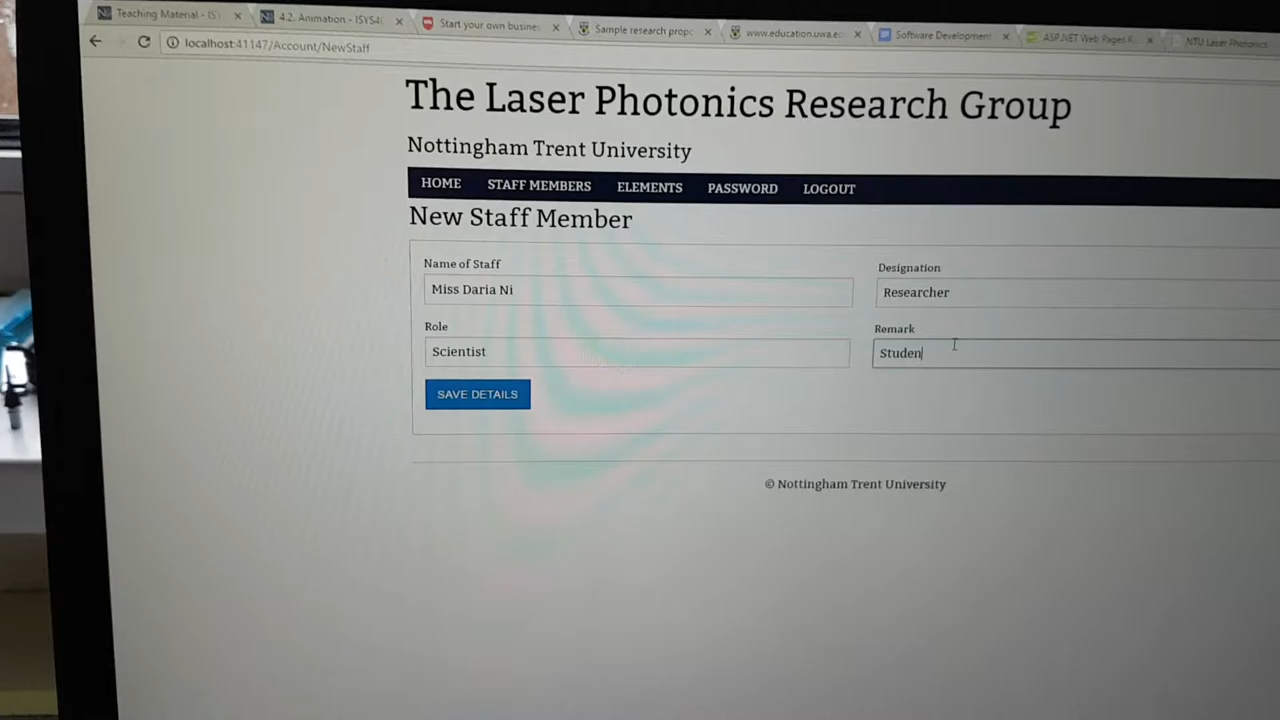 Teaching Material - ISY
4.2. Animation - ISYS4(
Start your own busine
Sample research propo
www.education.uwa.e
Software Development
ASP.NET Web Pages R
NTU Laser Photonics
localhost:41147/Account/NewStaff
The Laser Photonics Research Group
Nottingham Trent University
HOME STAFF MEMBERS ELEMENTS PASSWORD LOGOUT
New Staff Member
Name of Staff
Miss Daria Ni
Designation
Researcher
Role
Scientist
Remark
Studen
SAVE DETAILS
© Nottingham Trent University